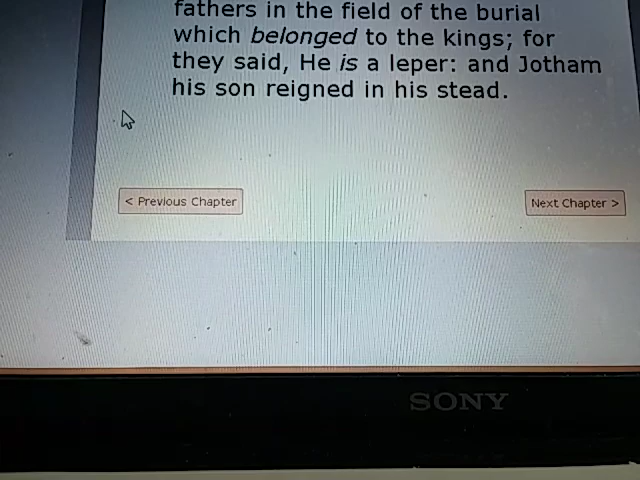 fathers in the field of the burial
which belonged to the kings; for
they said, He is a leper: and Jotham
his son reigned in his stead.
< Previous Chapter
Next Chapter >
SONY